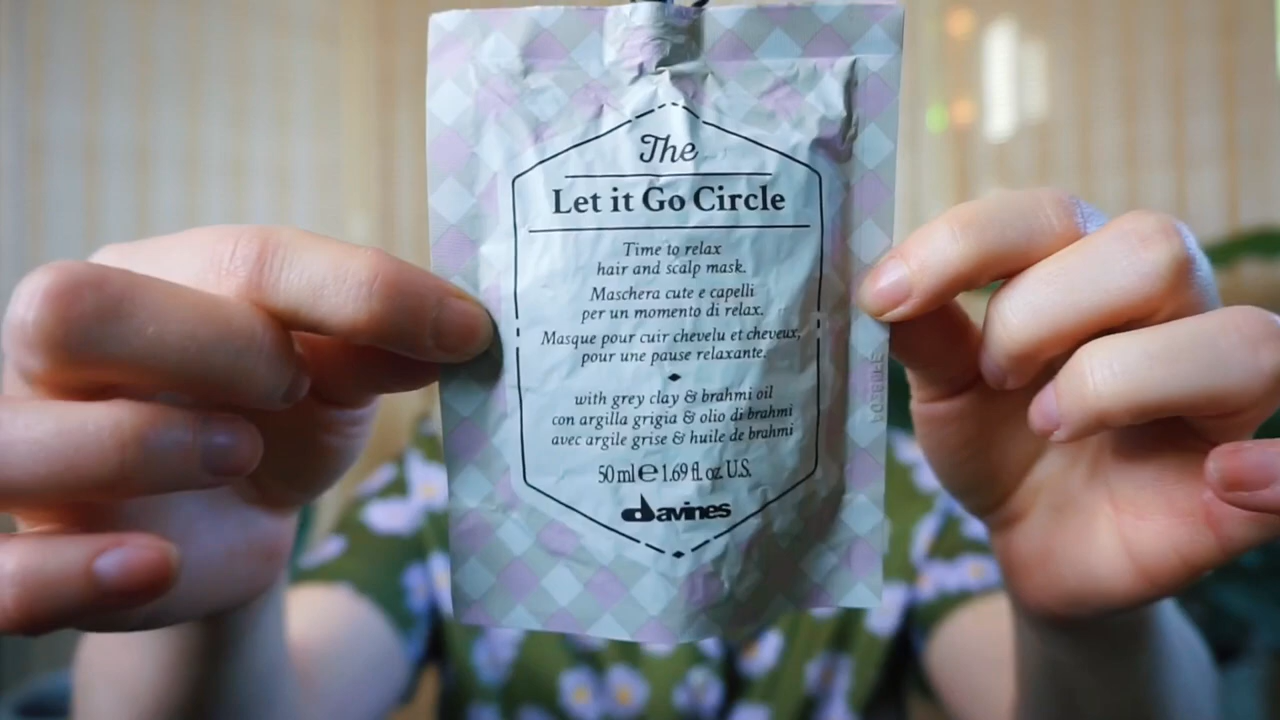 The
Let it Go Circle
Time to relax
hair and scalp mask.
Maschera cute e capelli
per un momento di relax.
Masque pour cuir chevelu et cheveux,
pour une pause relaxante.
with grey clay & brahmi oil
con argilla grigia & olio di brahmi
avec argile grise & huile de brahmi
50 ml e 1.69 fl. oz. U.S.
davines